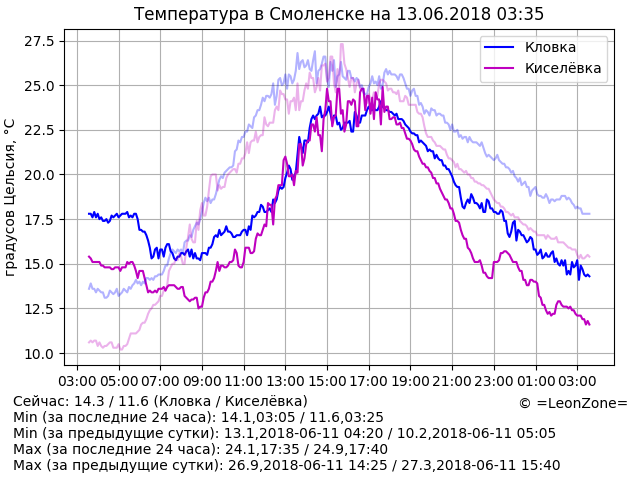 Температура в Смоленске на 13.06.2018 03:35
градусов Цельсия, °C
27.5
25.0
22.5
20.0
17.5
15.0
12.5
10.0
Кловка
Киселёвка
03:00 05:00 07:00 09:00 11:00 13:00 15:00 17:00 19:00 21:00 23:00 01:00 03:00
Сейчас: 14.3 / 11.6 (Кловка / Киселёвка)
© =LeonZone=
Min (за последние 24 часа): 14.1,03:05 / 11.6,03:25
Min (за предыдущие сутки): 13.1,2018-06-11 04:20 / 10.2,2018-06-11 05:05
Max (за последние 24 часа): 24.1,17:35 / 24.9,17:40
Max (за предыдущие сутки): 26.9,2018-06-11 14:25 / 27.3,2018-06-11 15:40